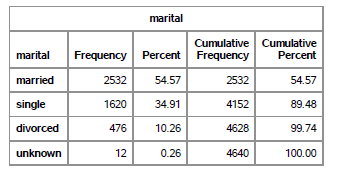 marital
marital Frequency Percent Cumulative Frequency Cumulative Percent
married 2532 54.57 2532 54.57
single 1620 34.91 4152 89.48
divorced 476 10.26 4628 99.74
unknown 12 0.26 4640 100.00